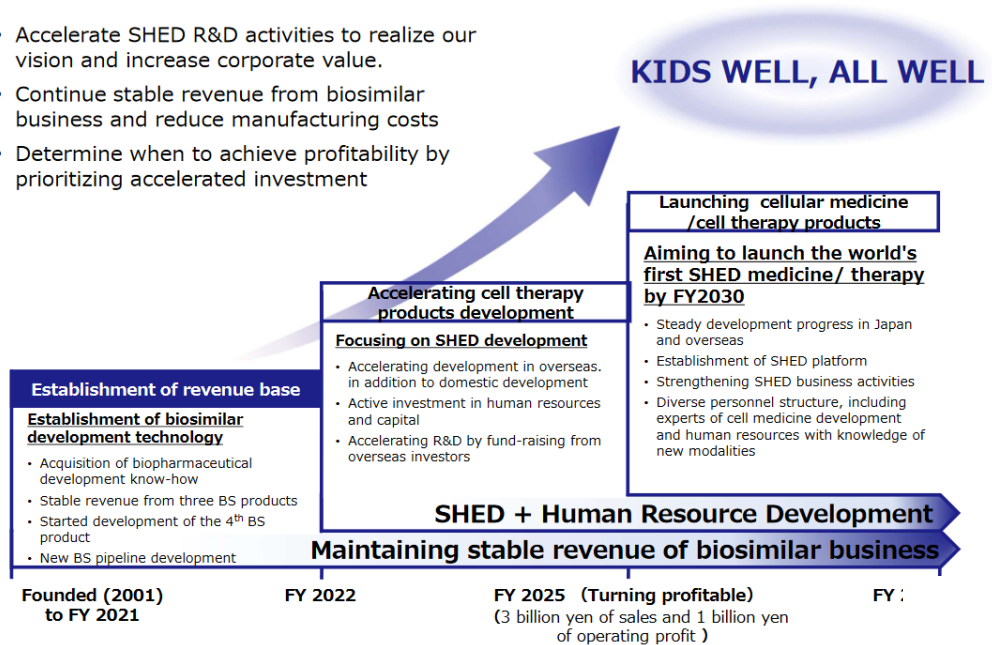 • Accelerate SHED R&D activities to realize our
vision and increase corporate value.
• Continue stable revenue from biosimilar
business and reduce manufacturing costs
• Determine when to achieve profitability by
prioritizing accelerated investment
KIDS WELL, ALL WELL
Launching cellular medicine
/cell therapy products
Aiming to launch the world's
first SHED medicine/ therapy
by FY2030
• Steady development progress in Japan
and overseas
• Establishment of SHED platform
• Strengthening SHED business activities
• Diverse personnel structure, including
experts of cell medicine development
and human resources with knowledge of
new modalities
Accelerating cell therapy
products development
Focusing on SHED development
• Accelerating development in overseas.
in addition to domestic development
• Active investment in human resources
and capital
• Accelerating R&D by fund-raising from
overseas investors
Establishment of revenue base
Establishment of biosimilar
development technology
• Acquisition of biopharmaceutical
development know-how
• Stable revenue from three BS products
• Started development of the 4th BS
product
• New BS pipeline development
SHED + Human Resource Development
Maintaining stable revenue of biosimilar business
Founded (2001)
to FY 2021
FY 2022
FY 2025 （Turning profitable）
(3 billion yen of sales and 1 billion yen
of operating profit )
FY